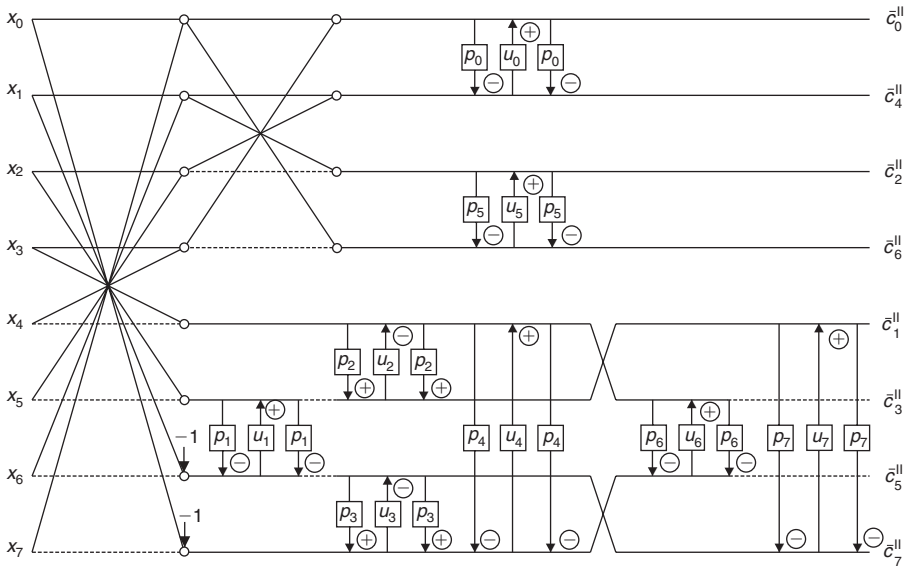 x₀ c̄₀ᴵᴵ
p₀ u₀ + p₀
− −
x₁ c̄₄ᴵᴵ
x₂ c̄₂ᴵᴵ
p₅ u₅ + p₅
− −
x₃ c̄₆ᴵᴵ
x₄ c̄₁ᴵᴵ
− + +
p₂ u₂ p₂
+ +
x₅ c̄₃ᴵᴵ
+ +
−1 p₁ u₁ p₁ p₄ u₄ p₄ p₆ u₆ p₆ p₇ u₇ p₇
− − − −
x₆ c̄₅ᴵᴵ
−
−1 p₃ u₃ p₃
+ + − − − −
x₇ c̄₇ᴵᴵ